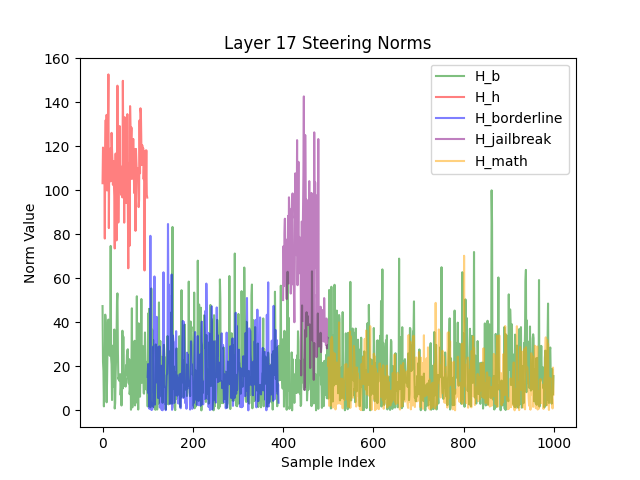 Layer 17 Steering Norms
Norm Value
160
140
120
100
80
60
40
20
0
H_b
H_h
H_borderline
H_jailbreak
H_math
0
200
400
600
800
1000
Sample Index